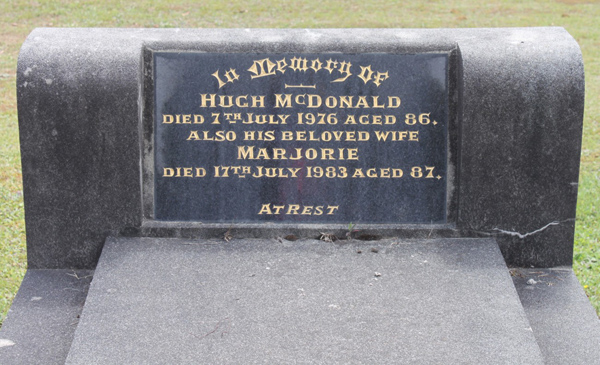 In Memory Of
HUGH MCDONALD
DIED 7TH JULY 1976 AGED 86.
ALSO HIS BELOVED WIFE
MARJORIE
DIED 17TH JULY 1983 AGED 87.
AT REST